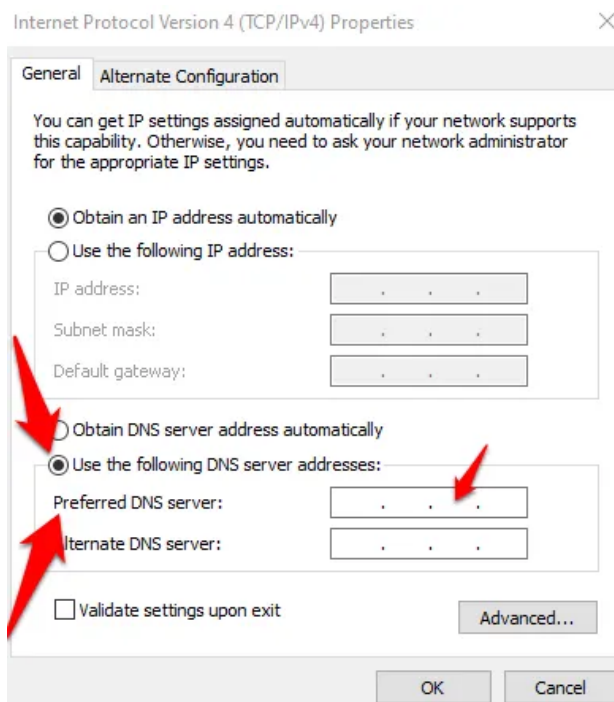 Internet Protocol Version 4 (TCP/IPv4) Properties
General
Alternate Configuration
You can get IP settings assigned automatically if your network supports
this capability. Otherwise, you need to ask your network administrator
for the appropriate IP settings.
Obtain an IP address automatically
Use the following IP address:
IP address:
Subnet mask:
Default gateway:
Obtain DNS server address automatically
Use the following DNS server addresses:
Preferred DNS server:
Alternate DNS server:
Validate settings upon exit
Advanced...
OK
Cancel